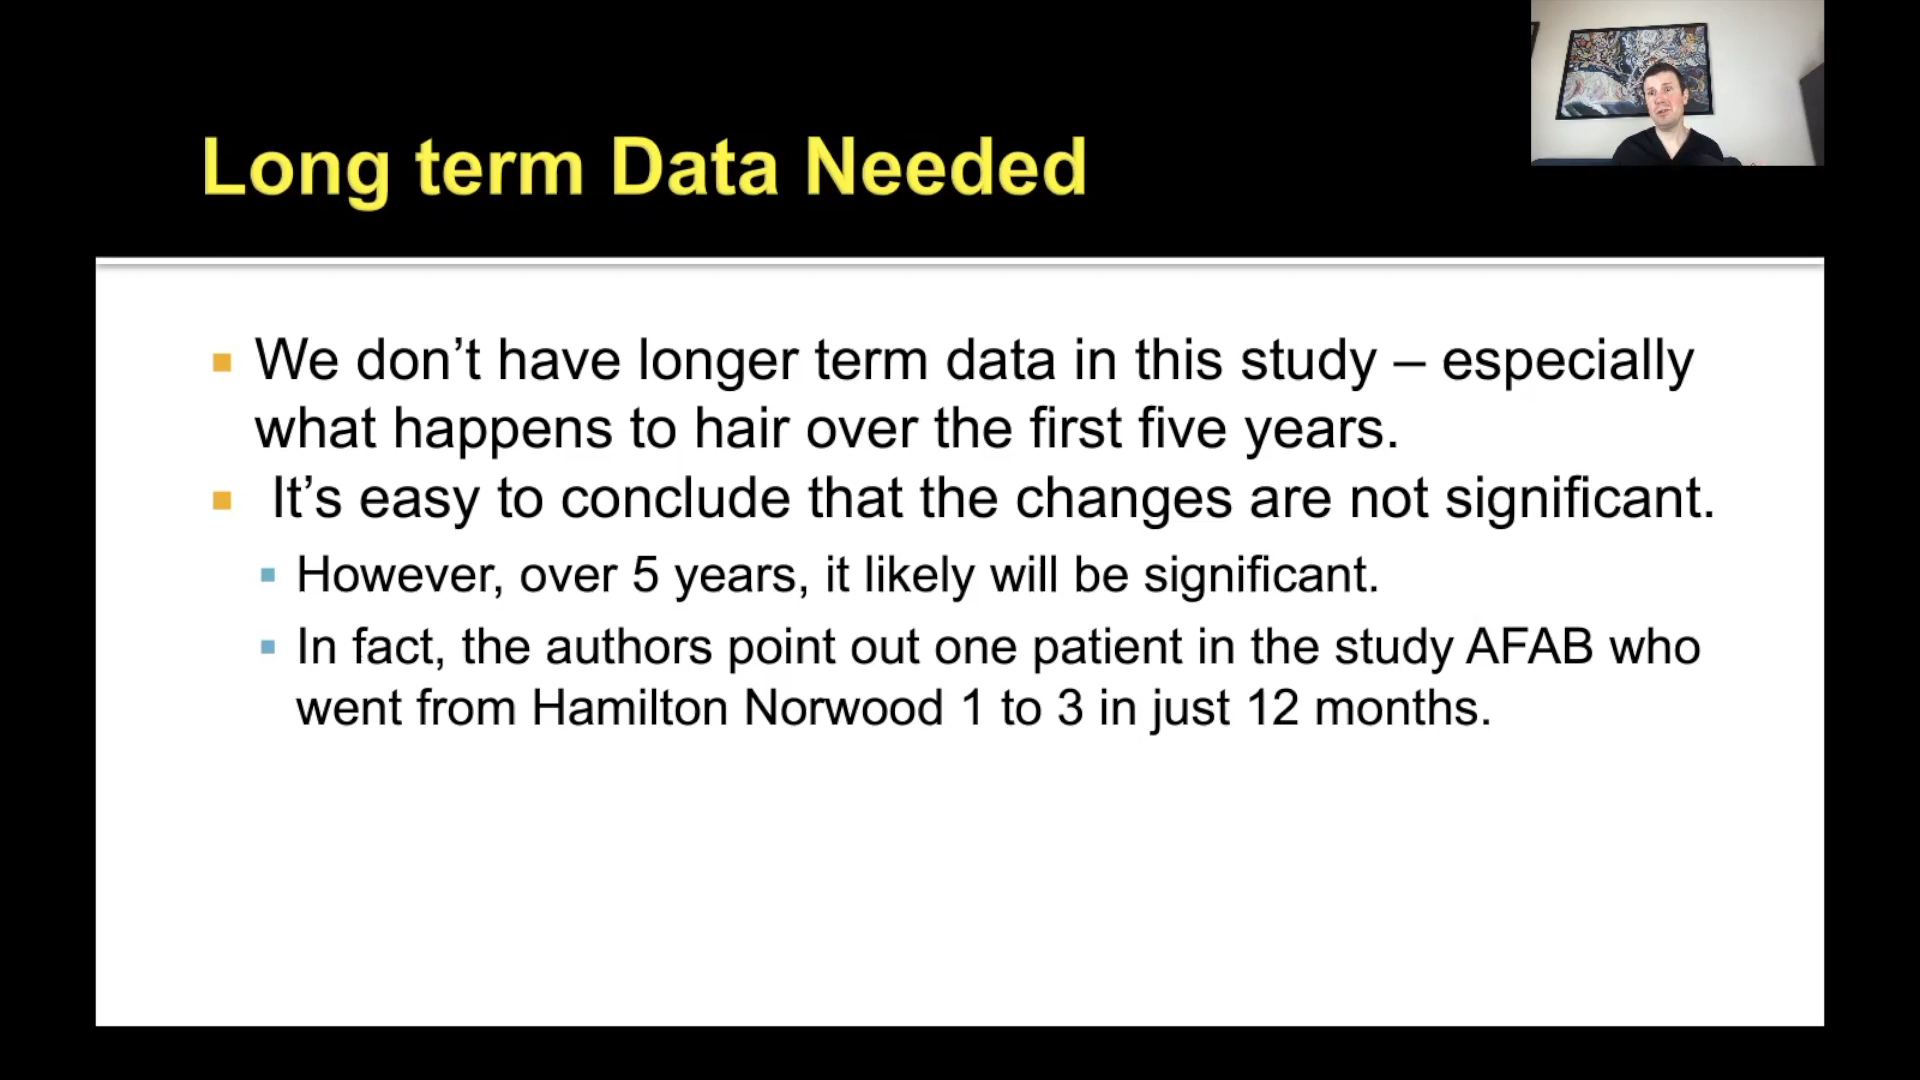 Long term Data Needed
We don’t have longer term data in this study – especially
what happens to hair over the first five years.
It’s easy to conclude that the changes are not significant.
However, over 5 years, it likely will be significant.
In fact, the authors point out one patient in the study AFAB who
went from Hamilton Norwood 1 to 3 in just 12 months.